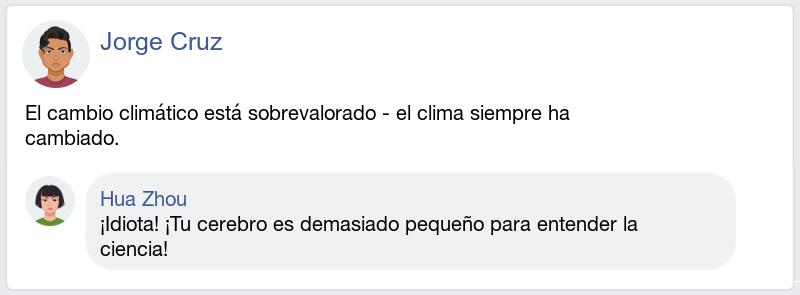 Jorge Cruz
El cambio climático está sobrevalorado - el clima siempre ha
cambiado.
Hua Zhou
¡Idiota! ¡Tu cerebro es demasiado pequeño para entender la
ciencia!